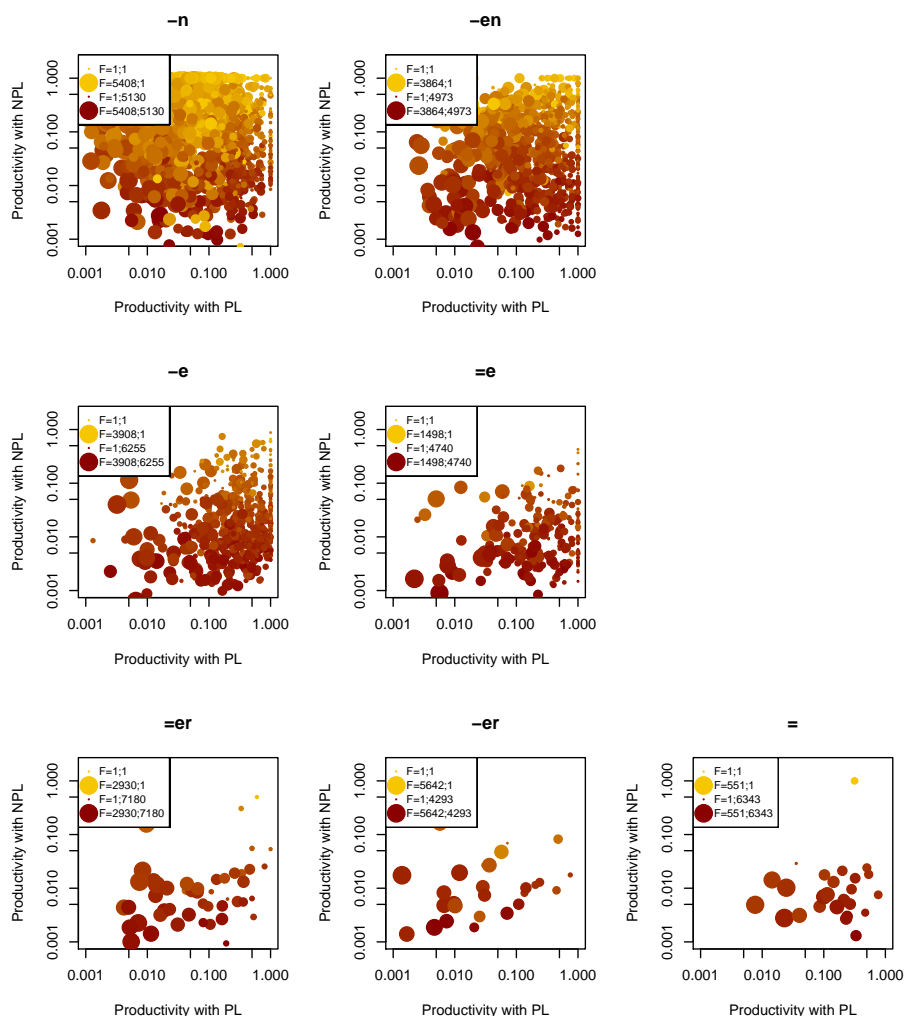 −n
F=1;1
F=5408;1
F=1;5130
F=5408;5130
Productivity with NPL
1.000
0.100
0.010
0.001
0.001 0.010 0.100 1.000
Productivity with PL
−en
F=1;1
F=3864;1
F=1;4973
F=3864;4973
Productivity with NPL
1.000
0.100
0.010
0.001
0.001 0.010 0.100 1.000
Productivity with PL
−e
F=1;1
F=3908;1
F=1;6255
F=3908;6255
Productivity with NPL
1.000
0.100
0.010
0.001
0.001 0.010 0.100 1.000
Productivity with PL
=e
F=1;1
F=1498;1
F=1;4740
F=1498;4740
Productivity with NPL
1.000
0.100
0.010
0.001
0.001 0.010 0.100 1.000
Productivity with PL
=er
F=1;1
F=2930;1
F=1;7180
F=2930;7180
Productivity with NPL
1.000
0.100
0.010
0.001
0.001 0.010 0.100 1.000
Productivity with PL
−er
F=1;1
F=5642;1
F=1;4293
F=5642;4293
Productivity with NPL
1.000
0.100
0.010
0.001
0.001 0.010 0.100 1.000
Productivity with PL
=
F=1;1
F=551;1
F=1;6343
F=551;6343
Productivity with NPL
1.000
0.100
0.010
0.001
0.001 0.010 0.100 1.000
Productivity with PL